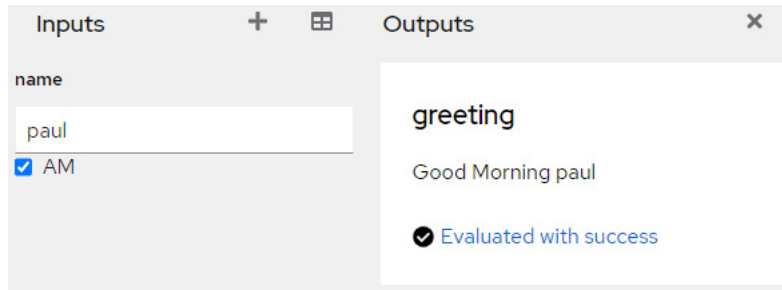 Inputs
Outputs
name
paul
AM
greeting
Good Morning paul
Evaluated with success